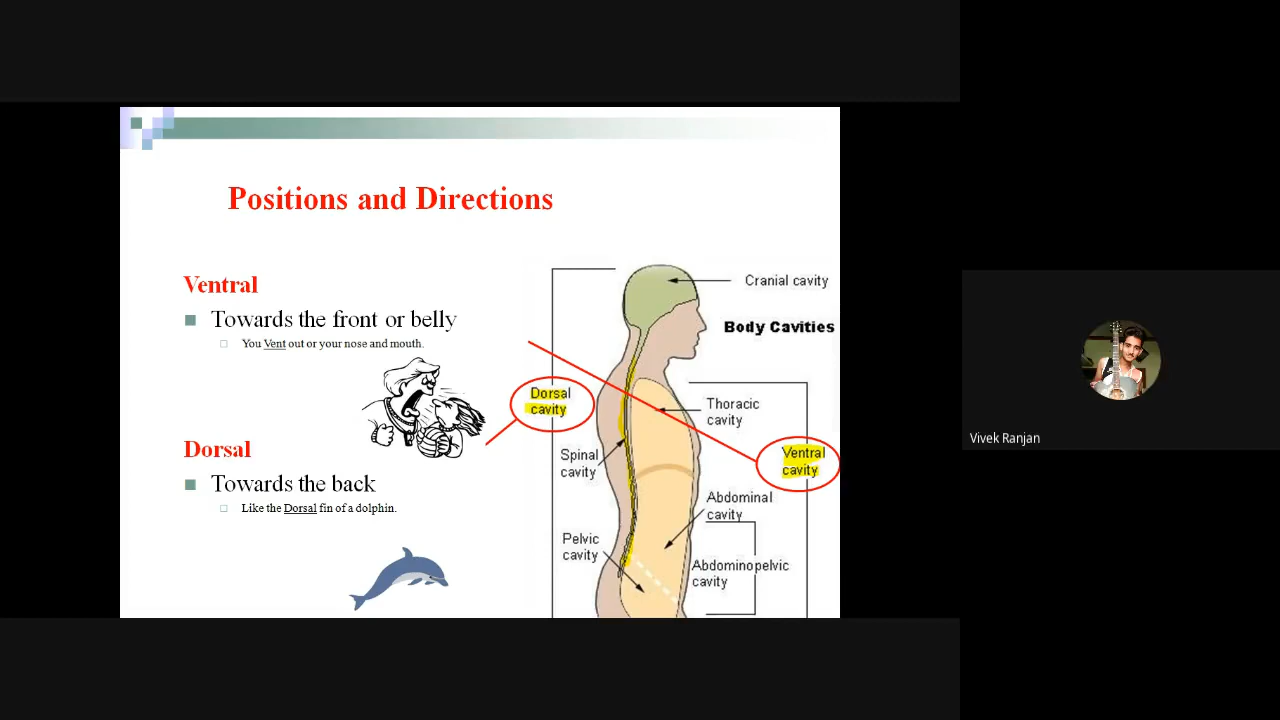 Positions and Directions
Ventral
Towards the front or belly
You Vent out or your nose and mouth.
Dorsal
Towards the back
Like the Dorsal fin of a dolphin.
Cranial cavity
Body Cavities
Dorsal
cavity
Thoracic
cavity
Spinal
cavity
Ventral
cavity
Abdominal
cavity
Pelvic
cavity
Abdominopelvic
cavity
Vivek Ranjan